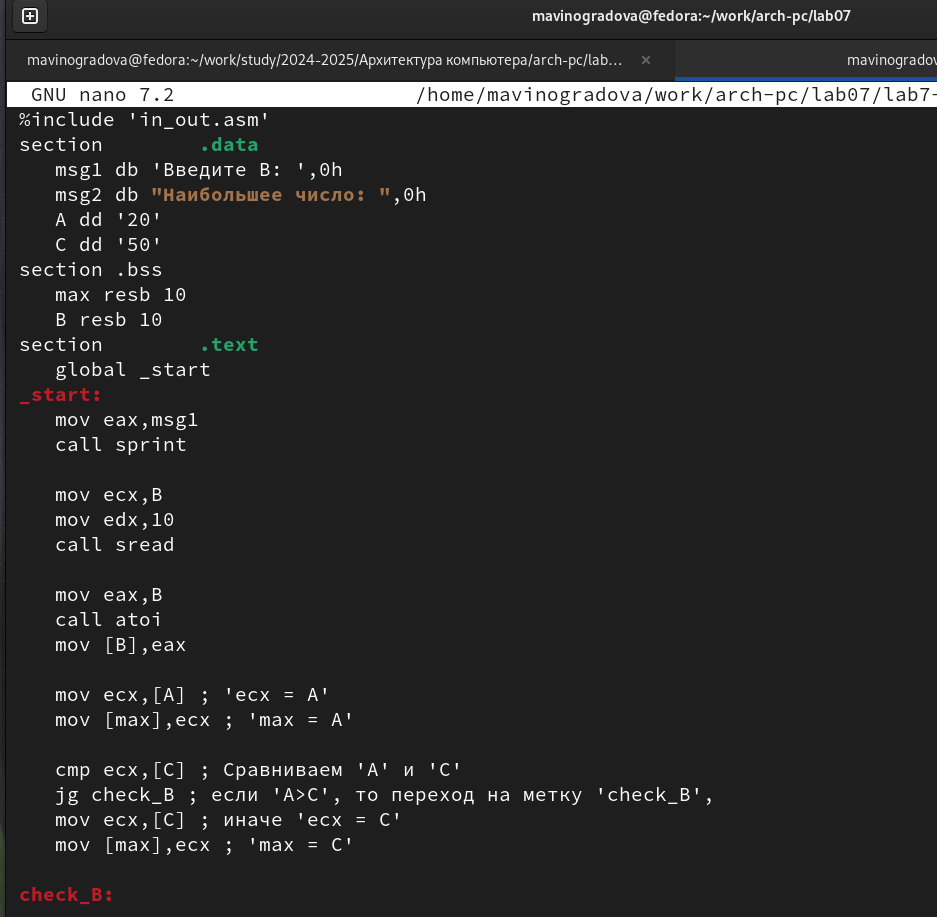 mavinogradova@fedora:~/work/arch-pc/lab07
mavinogradova@fedora:~/work/study/2024-2025/Архитектура компьютера/arch-pc/lab... ×
mavinogradov
GNU nano 7.2 /home/mavinogradova/work/arch-pc/lab07/lab7-
%include 'in_out.asm'
section .data
msg1 db 'Введите B: ',0h
msg2 db "Наибольшее число: ",0h
A dd '20'
C dd '50'
section .bss
max resb 10
B resb 10
section .text
global _start
_start:
mov eax,msg1
call sprint
mov ecx,B
mov edx,10
call sread
mov eax,B
call atoi
mov [B],eax
mov ecx,[A] ; 'ecx = A'
mov [max],ecx ; 'max = A'
cmp ecx,[C] ; Сравниваем 'A' и 'C'
jg check_B ; если 'A>C', то переход на метку 'check_B',
mov ecx,[C] ; иначе 'ecx = C'
mov [max],ecx ; 'max = C'
check_B: